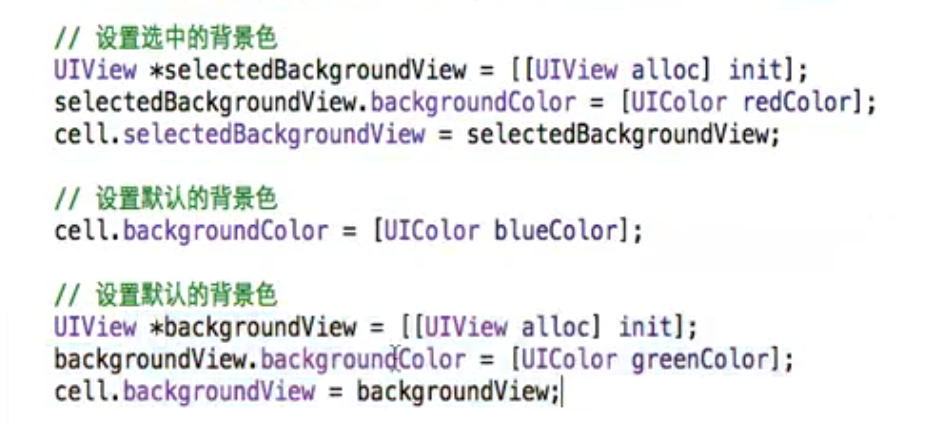 // 设置选中的背景色
UIView *selectedBackgroundView = [[UIView alloc] init];
selectedBackgroundView.backgroundColor = [UIColor redColor];
cell.selectedBackgroundView = selectedBackgroundView;
// 设置默认的背景色
cell.backgroundColor = [UIColor blueColor];
// 设置默认的背景色
UIView *backgroundView = [[UIView alloc] init];
backgroundView.backgroundColor = [UIColor greenColor];
cell.backgroundView = backgroundView;